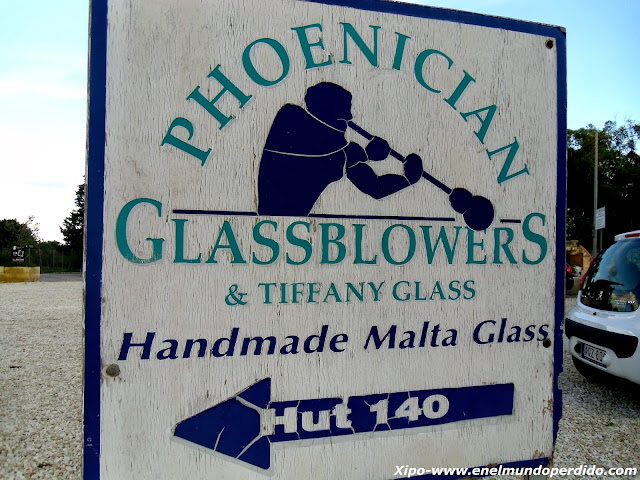 PHOENICIAN
GLASSBLOWERS
& TIFFANY GLASS
Handmade Malta Glass
Hut 140
Xipo-www.enelmundoperdido.com